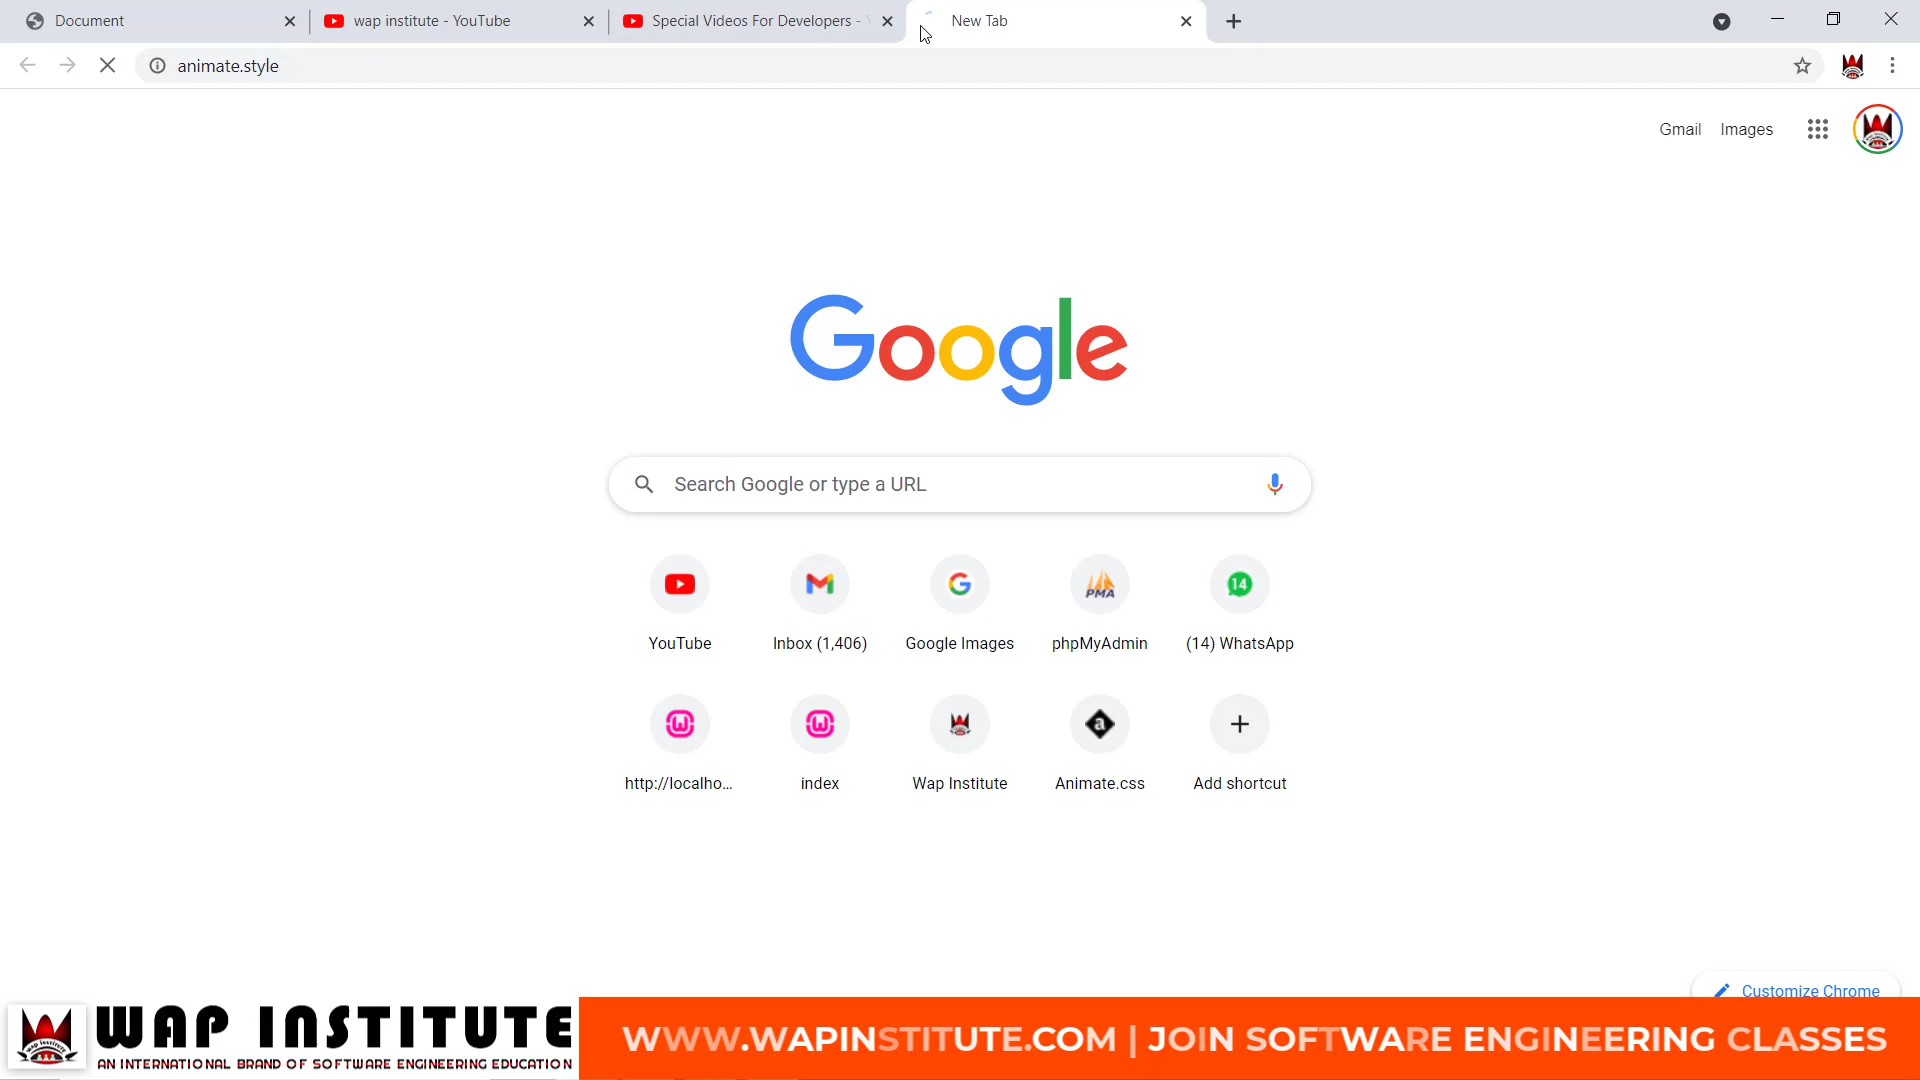 Document
wap institute - YouTube
Special Videos For Developers -
New Tab
animate.style
Gmail
Images
Google
Search Google or type a URL
YouTube
Inbox (1,406)
Google Images
PMA
phpMyAdmin
14
(14) WhatsApp
http://localho...
index
Wap Institute
a
Animate.css
Add shortcut
Customize Chrome
WAP INSTITUTE
AN INTERNATIONAL BRAND OF SOFTWARE ENGINEERING EDUCATION
WWW.WAPINSTITUTE.COM | JOIN SOFTWARE ENGINEERING CLASSES